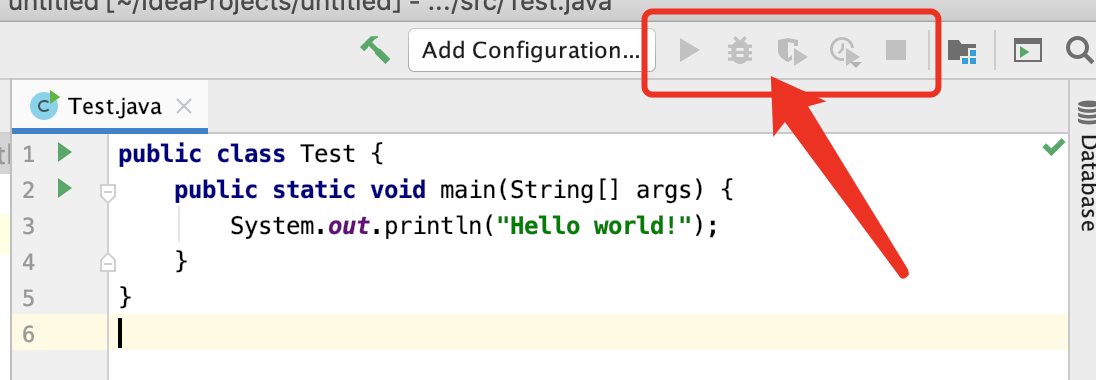 untitled [~/IdeaProjects/untitled] - .../src/Test.java
Add Configuration...
Test.java
1 public class Test {
2 public static void main(String[] args) {
3 System.out.println("Hello world!");
4 }
5 }
6
Database